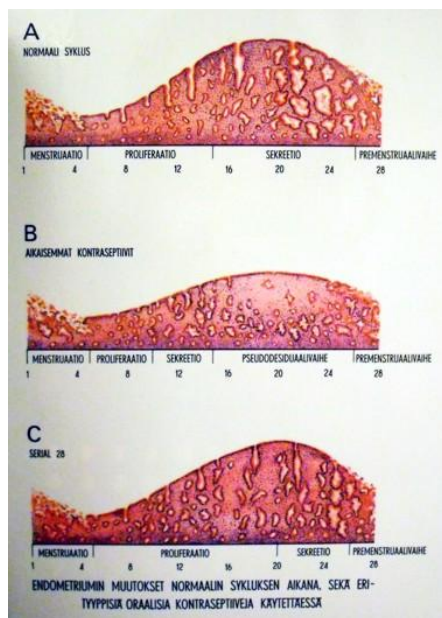 A
NORMAALI SYKLUS
MENSTRUAATIO PROLIFERAATIO SEKREETIO PREMENSTRUAALIVAIHE
1 4 8 12 16 20 24 28
B
AIKAISEMMAT KONTRASEPTIIVIT
MENSTRUAATIO PROLIFERAATIO SEKREETIO PSEUDODESIDUAALIVAIHE PREMENSTRUAALIVAIHE
1 4 8 12 16 20 24 28
C
SERIAL 28
MENSTRUAATIO PROLIFERAATIO SEKREETIO PREMENSTRUAALIVAIHE
1 4 8 12 16 20 24 28
ENDOMETRIUMIN MUUTOKSET NORMAALIN SYKLUKSEN AIKANA, SEKÄ ERI-
TYYPPISIÄ ORAALISIA KONTRASEPTIIVEJA KÄYTETTÄESSÄ